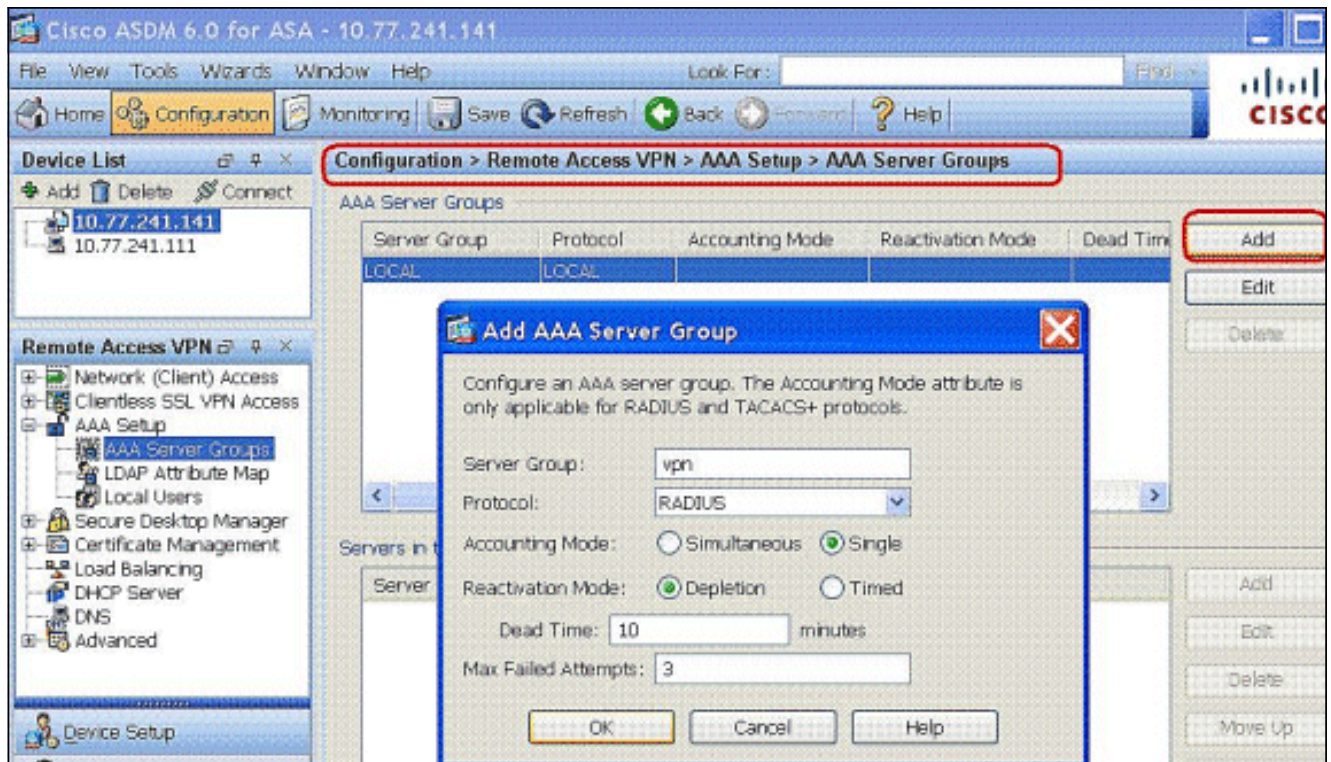 Cisco ASDM 6.0 for ASA - 10.77.241.141
File View Tools Wizards Window Help Look For: Find
Home Configuration Monitoring Save Refresh Back Forward Help
CISCO
Device List
Add Delete Connect
10.77.241.141
10.77.241.111
Remote Access VPN
Network (Client) Access
Clientless SSL VPN Access
AAA Setup
AAA Server Groups
LDAP Attribute Map
Local Users
Secure Desktop Manager
Certificate Management
Load Balancing
DHCP Server
DNS
Advanced
Device Setup
Configuration > Remote Access VPN > AAA Setup > AAA Server Groups
AAA Server Groups
Server Group Protocol Accounting Mode Reactivation Mode Dead Tim
LOCAL LOCAL
Add
Edit
Delete
Add AAA Server Group
Configure an AAA server group. The Accounting Mode attribute is
only applicable for RADIUS and TACACS+ protocols.
Server Group: vpn
Protocol: RADIUS
Accounting Mode: Simultaneous Single
Reactivation Mode: Depletion Timed
Dead Time: 10 minutes
Max Failed Attempts: 3
OK Cancel Help
Servers in t
Server
Add
Edit
Delete
Move Up